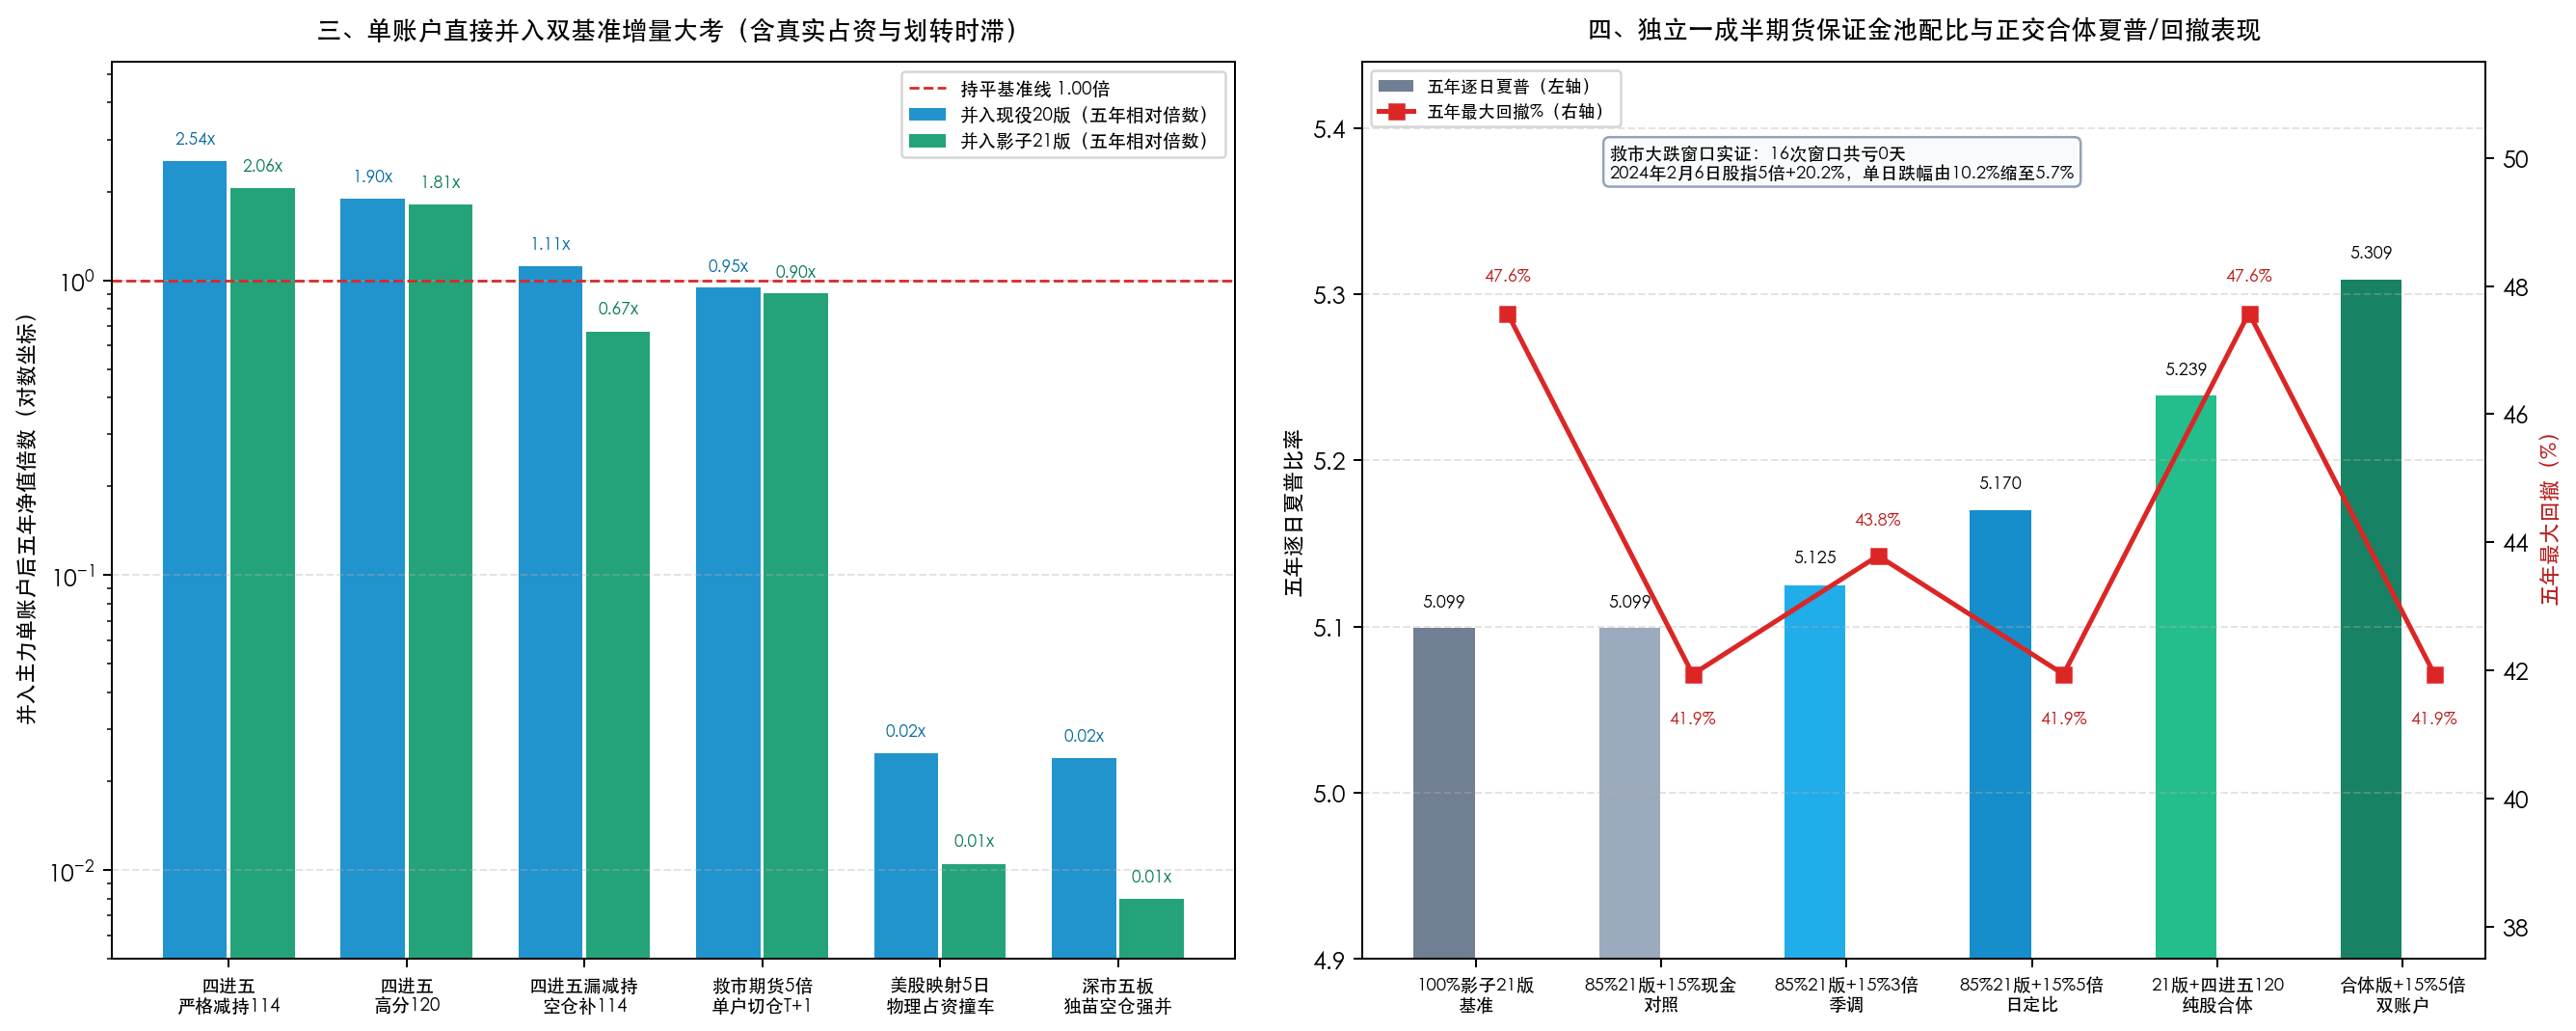 三、单账户直接并入双基准增量大考（含真实占资与划转时滞）
并入主力单账户后五年净值倍数（对数坐标）
10⁰
10⁻¹
10⁻²
持平基准线 1.00倍
并入现役20版（五年相对倍数）
并入影子21版（五年相对倍数）
2.54x
2.06x
1.90x
1.81x
1.11x
0.67x
0.95x
0.90x
0.02x
0.01x
0.02x
0.01x
四进五
严格减持114
四进五
高分120
四进五漏减持
空仓补114
救市期货5倍
单户切仓T+1
美股映射5日
物理占资撞车
深市五板
独苗空仓强并
四、独立一成半期货保证金池配比与正交合体夏普/回撤表现
五年逐日夏普比率
5.4
5.3
5.2
5.1
5.0
4.9
五年逐日夏普（左轴）
五年最大回撤%（右轴）
救市大跌窗口实证：16次窗口共亏0天
2024年2月6日股指5倍+20.2%，单日跌幅由10.2%缩至5.7%
47.6%
41.9%
43.8%
41.9%
47.6%
41.9%
5.099
5.099
5.125
5.170
5.239
5.309
100%影子21版
基准
85%21版+15%现金
对照
85%21版+15%3倍
季调
85%21版+15%5倍
日定比
21版+四进五120
纯股合体
合体版+15%5倍
双账户
50
48
46
44
42
40
38
五年最大回撤（%）